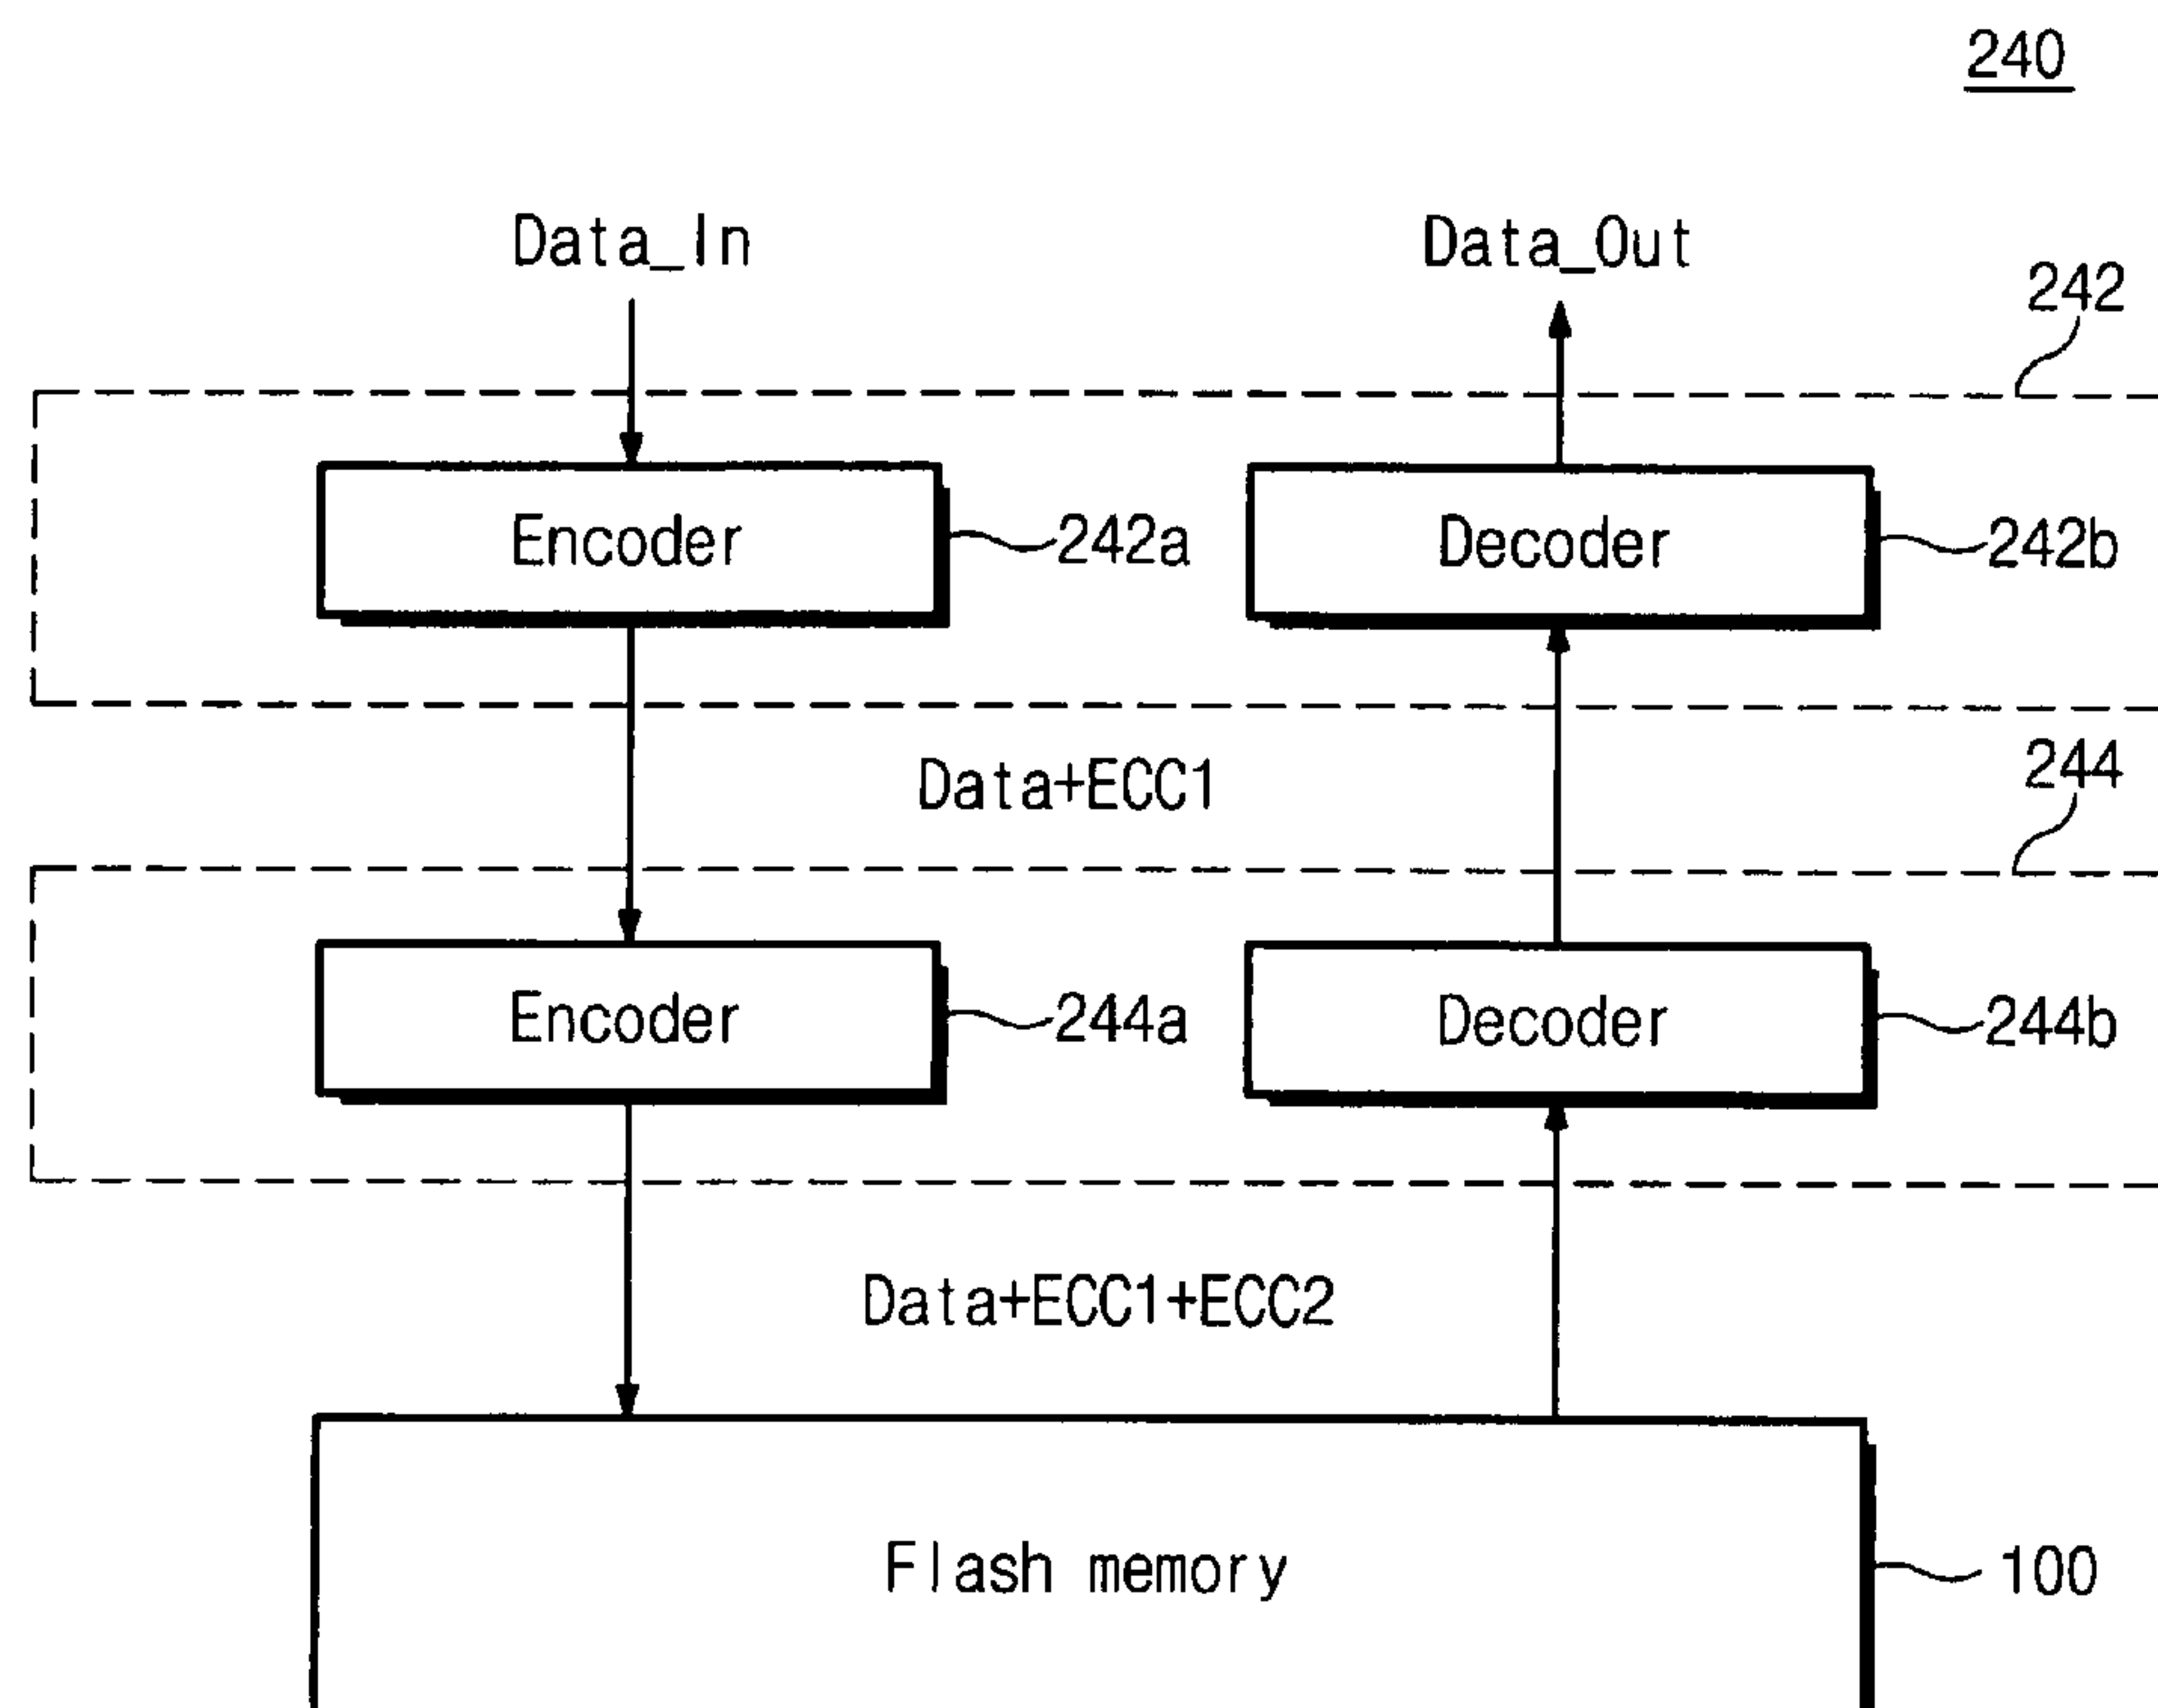 240
Data_In Data_Out
242
Encoder 242a Decoder 242b
Data+ECC1
244
Encoder 244a Decoder 244b
Data+ECC1+ECC2
Flash memory 100